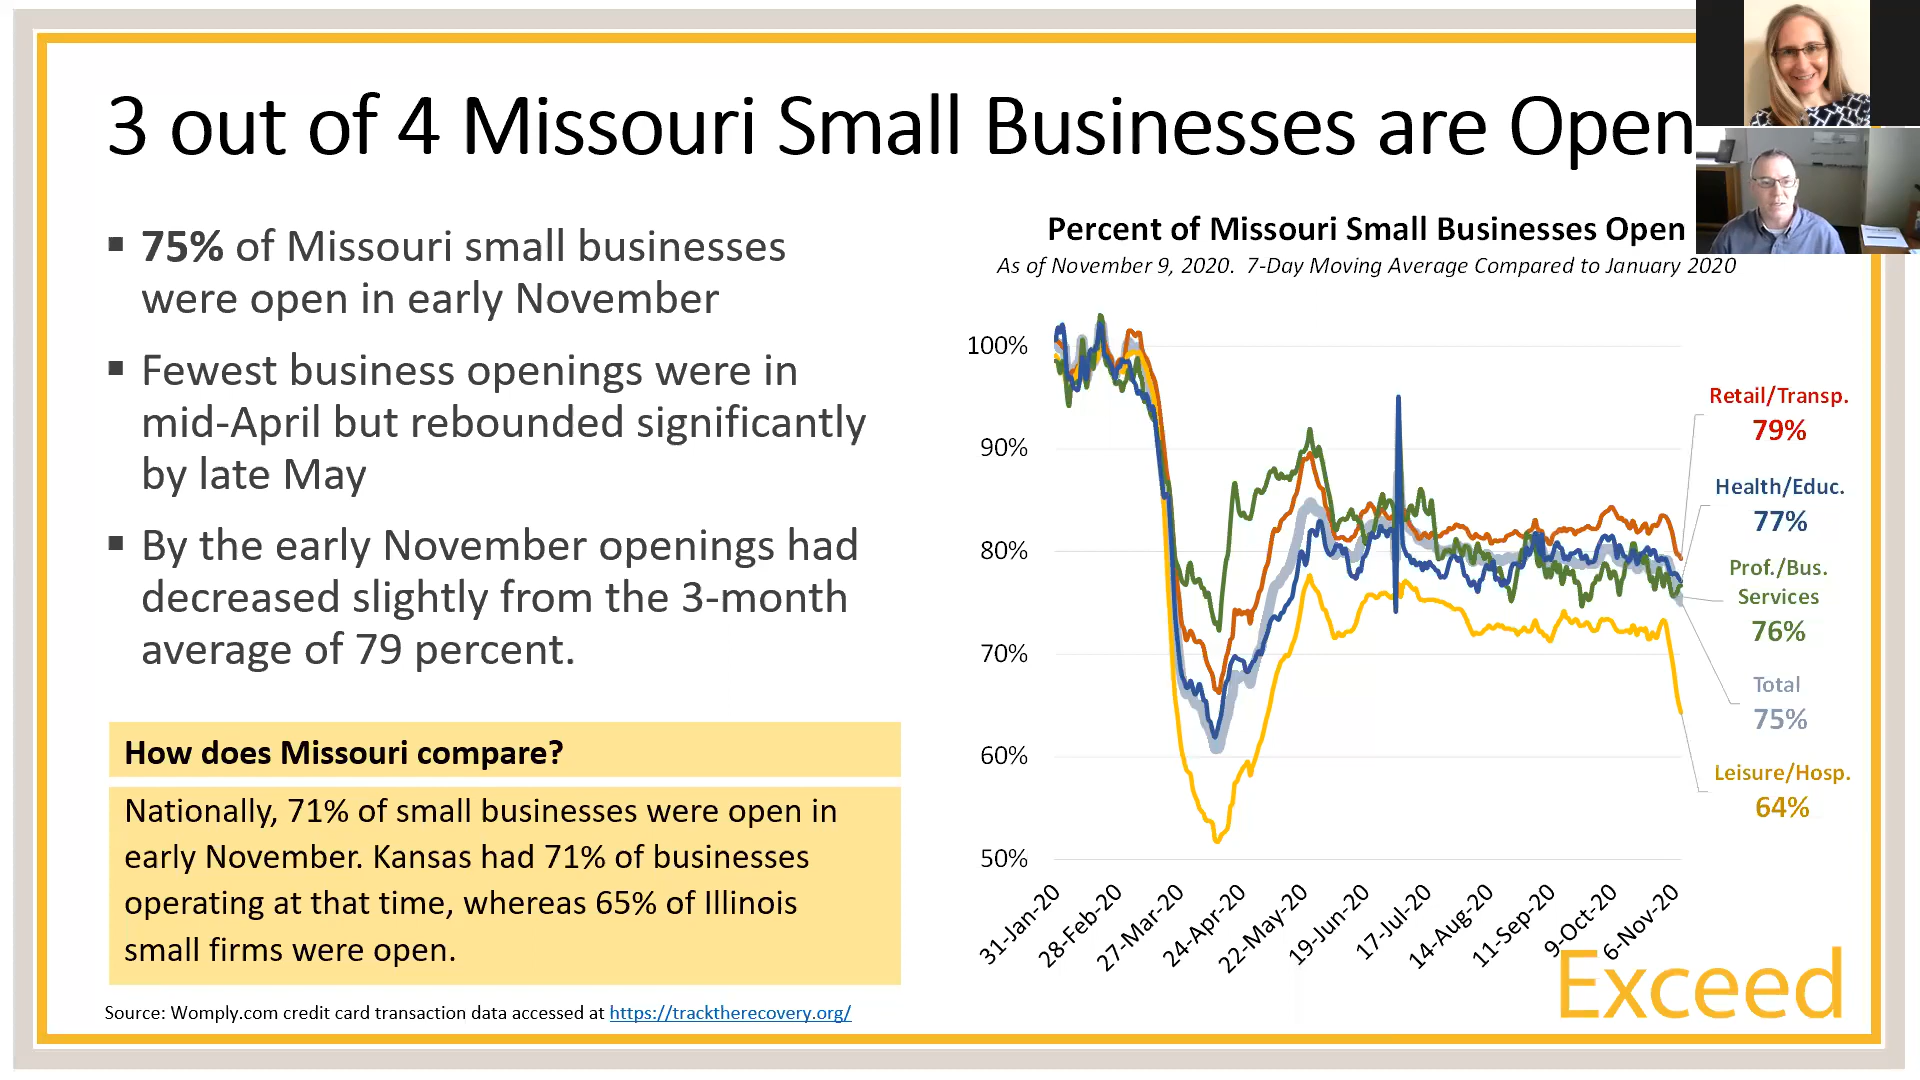 3 out of 4 Missouri Small Businesses are Open
▪ 75% of Missouri small businesses
were open in early November
▪ Fewest business openings were in
mid-April but rebounded significantly
by late May
▪ By the early November openings had
decreased slightly from the 3-month
average of 79 percent.
How does Missouri compare?
Nationally, 71% of small businesses were open in
early November. Kansas had 71% of businesses
operating at that time, whereas 65% of Illinois
small firms were open.
Source: Womply.com credit card transaction data accessed at https://tracktherecovery.org/
Percent of Missouri Small Businesses Open
As of November 9, 2020. 7-Day Moving Average Compared to January 2020
100%
90%
80%
70%
60%
50%
31-Jan-20
28-Feb-20
27-Mar-20
24-Apr-20
22-May-20
19-Jun-20
17-Jul-20
14-Aug-20
11-Sep-20
9-Oct-20
6-Nov-20
Retail/Transp.
79%
Health/Educ.
77%
Prof./Bus.
Services
76%
Total
75%
Leisure/Hosp.
64%
Exceed